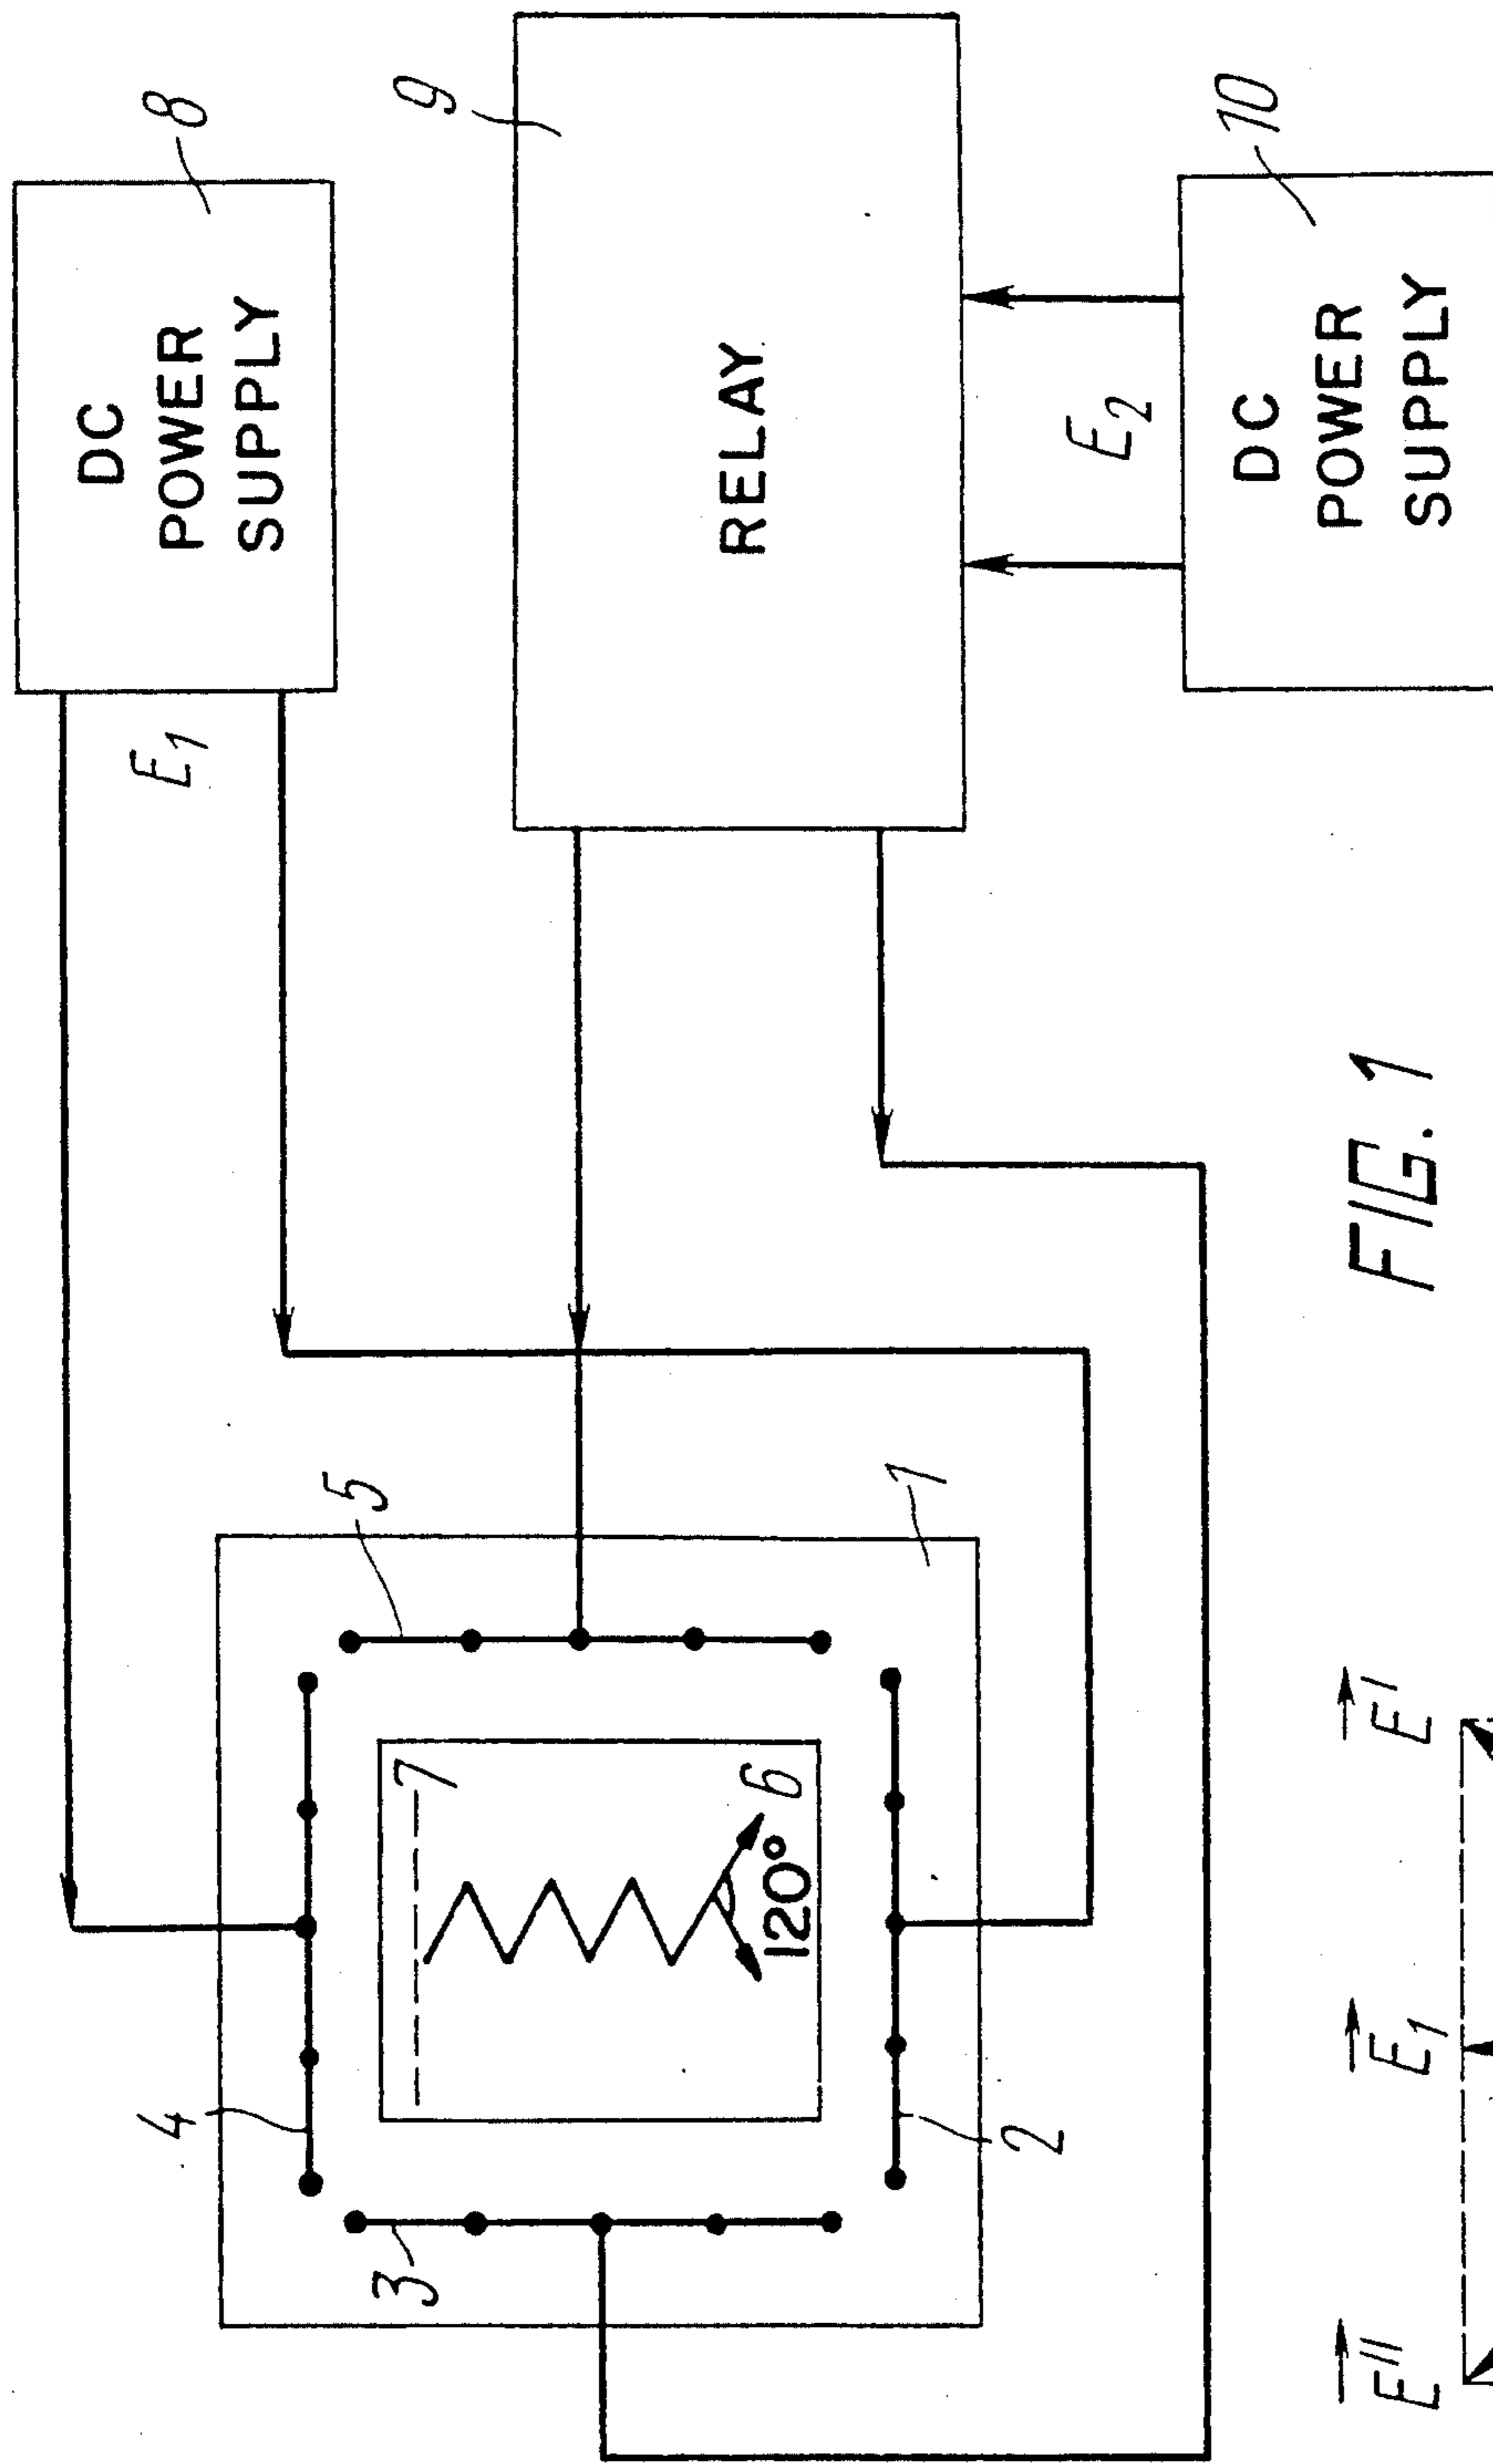 8
DC
POWER
SUPPLY
E1
9
RELAY
E2
10
DC
POWER
SUPPLY
5
1
4
7
6
120°
3
2
FIG. 1
E"
E1
E'